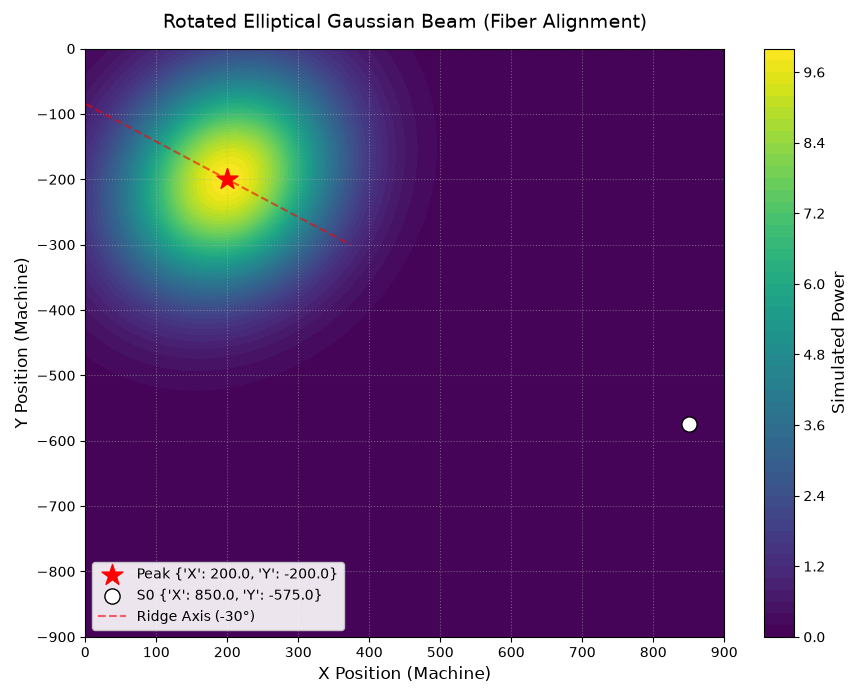 Rotated Elliptical Gaussian Beam (Fiber Alignment)
0
−100
−200
−300
−400
−500
−600
−700
−800
−900
Y Position (Machine)
Peak {'X': 200.0, 'Y': -200.0}
S0 {'X': 850.0, 'Y': -575.0}
Ridge Axis (-30°)
0 100 200 300 400 500 600 700 800 900
X Position (Machine)
9.6
8.4
7.2
6.0
4.8
3.6
2.4
1.2
0.0
Simulated Power